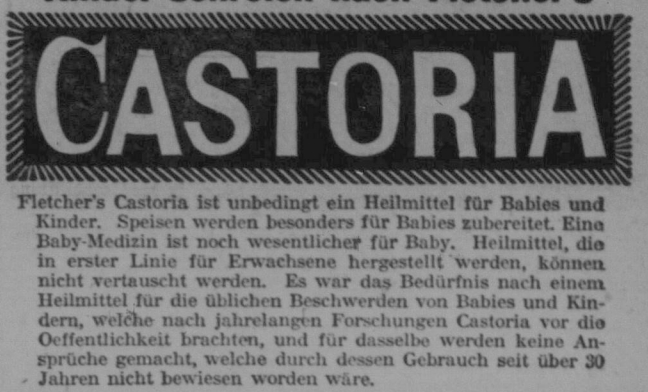 Kinder Schreien nach Fletcher's
CASTORIA
Fletcher's Castoria ist unbedingt ein Heilmittel für Babies und
Kinder. Speisen werden besonders für Babies zubereitet. Eine
Baby-Medizin ist noch wesentlicher für Baby. Heilmittel, die
in erster Linie für Erwachsene hergestellt werden, können
nicht vertauscht werden. Es war das Bedürfnis nach einem
Heilmittel für die üblichen Beschwerden von Babies und Kin-
dern, welche nach jahrelangen Forschungen Castoria vor die
Oeffentlichkeit brachten, und für dasselbe werden keine An-
sprüche gemacht, welche durch dessen Gebrauch seit über 30
Jahren nicht bewiesen worden wäre.